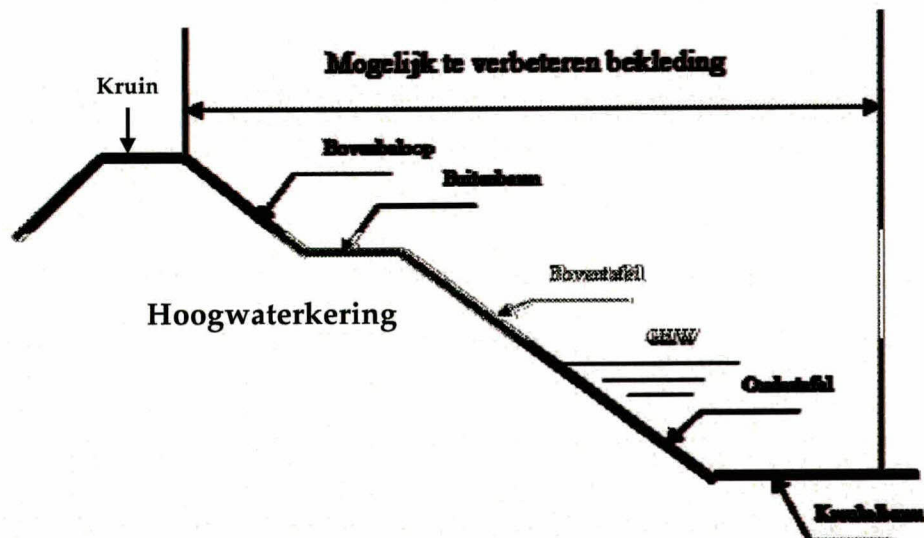 Mogelijk te verbeteren bekleding
Kruin
Bovenbeloop
Buitenberm
Boventafel
Hoogwaterkering
GHW
Ondertafel
Kreukelberm